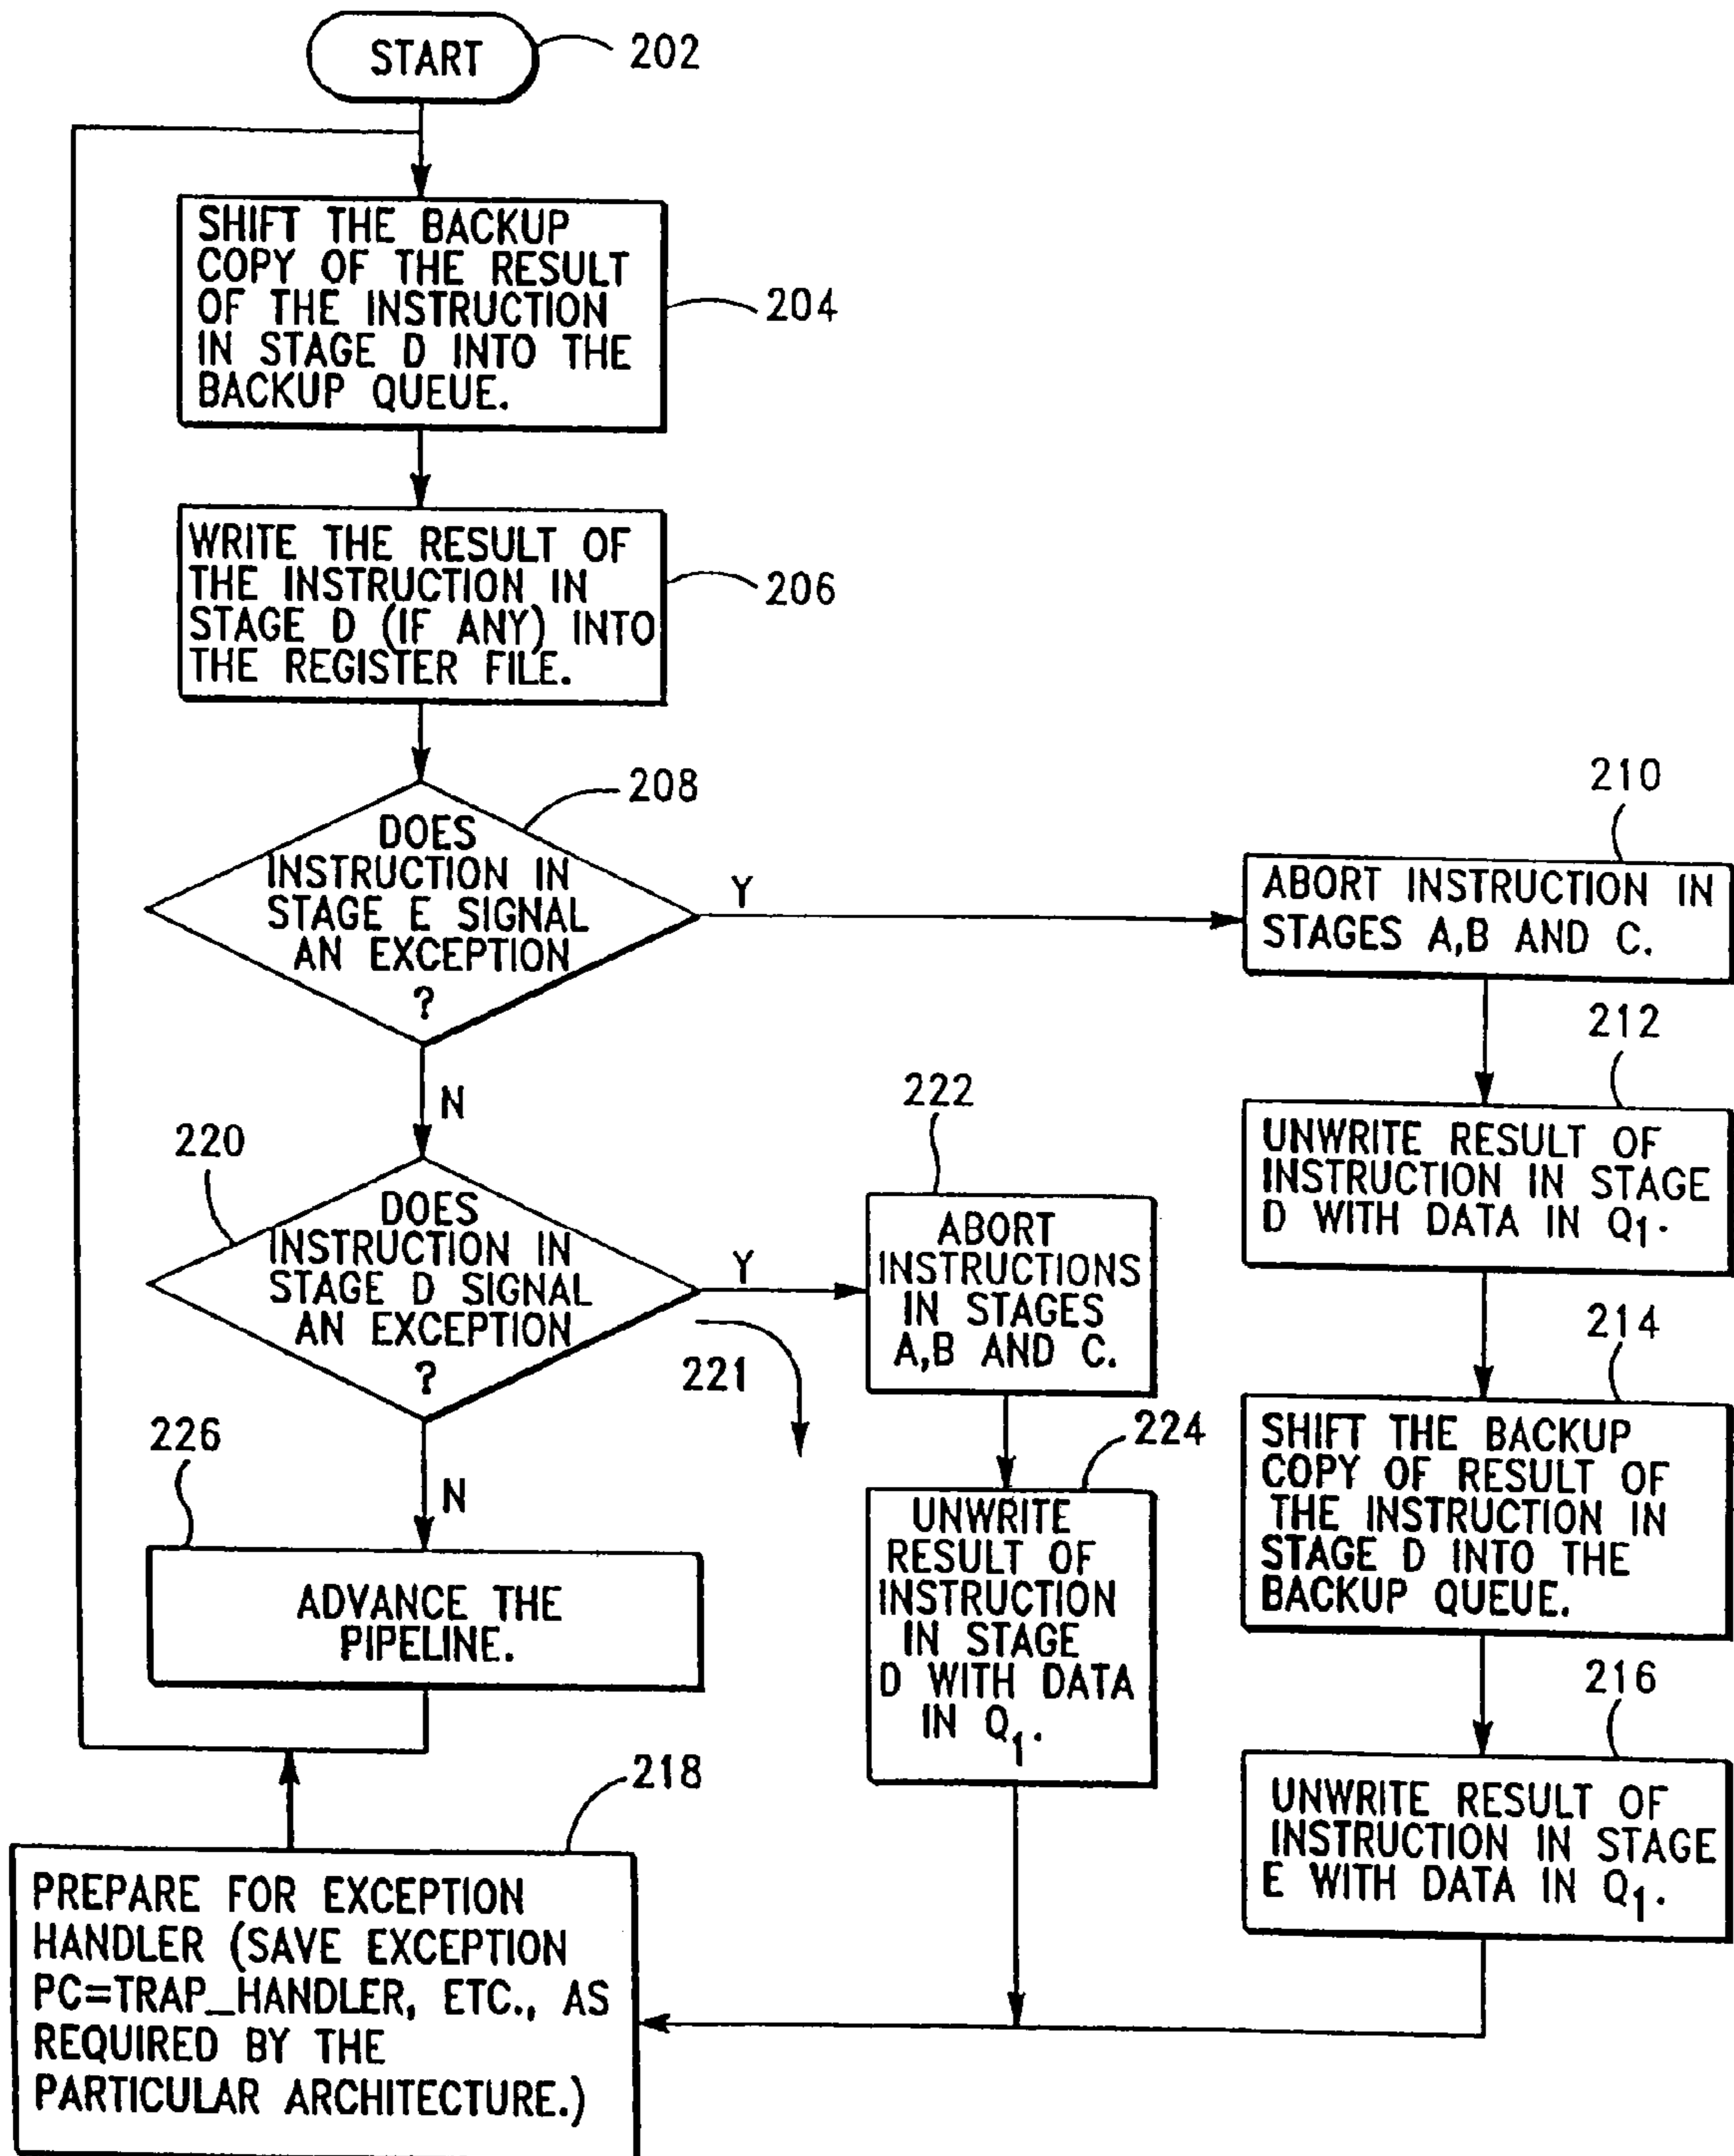 START
202
SHIFT THE BACKUP
COPY OF THE RESULT
OF THE INSTRUCTION
IN STAGE D INTO THE
BACKUP QUEUE.
204
WRITE THE RESULT OF
THE INSTRUCTION IN
STAGE D (IF ANY) INTO
THE REGISTER FILE.
206
DOES
INSTRUCTION IN
STAGE E SIGNAL
AN EXCEPTION
?
208
Y
N
210
ABORT INSTRUCTION IN
STAGES A,B AND C.
212
UNWRITE RESULT OF
INSTRUCTION IN STAGE
D WITH DATA IN Q1.
214
SHIFT THE BACKUP
COPY OF RESULT OF
THE INSTRUCTION IN
STAGE D INTO THE
BACKUP QUEUE.
216
UNWRITE RESULT OF
INSTRUCTION IN STAGE
E WITH DATA IN Q1.
220
DOES
INSTRUCTION IN
STAGE D SIGNAL
AN EXCEPTION
?
Y
221
N
222
ABORT
INSTRUCTIONS
IN STAGES
A,B AND C.
224
UNWRITE
RESULT OF
INSTRUCTION
IN STAGE
D WITH DATA
IN Q1.
226
ADVANCE THE
PIPELINE.
218
PREPARE FOR EXCEPTION
HANDLER (SAVE EXCEPTION
PC=TRAP_HANDLER, ETC., AS
REQUIRED BY THE
PARTICULAR ARCHITECTURE.)